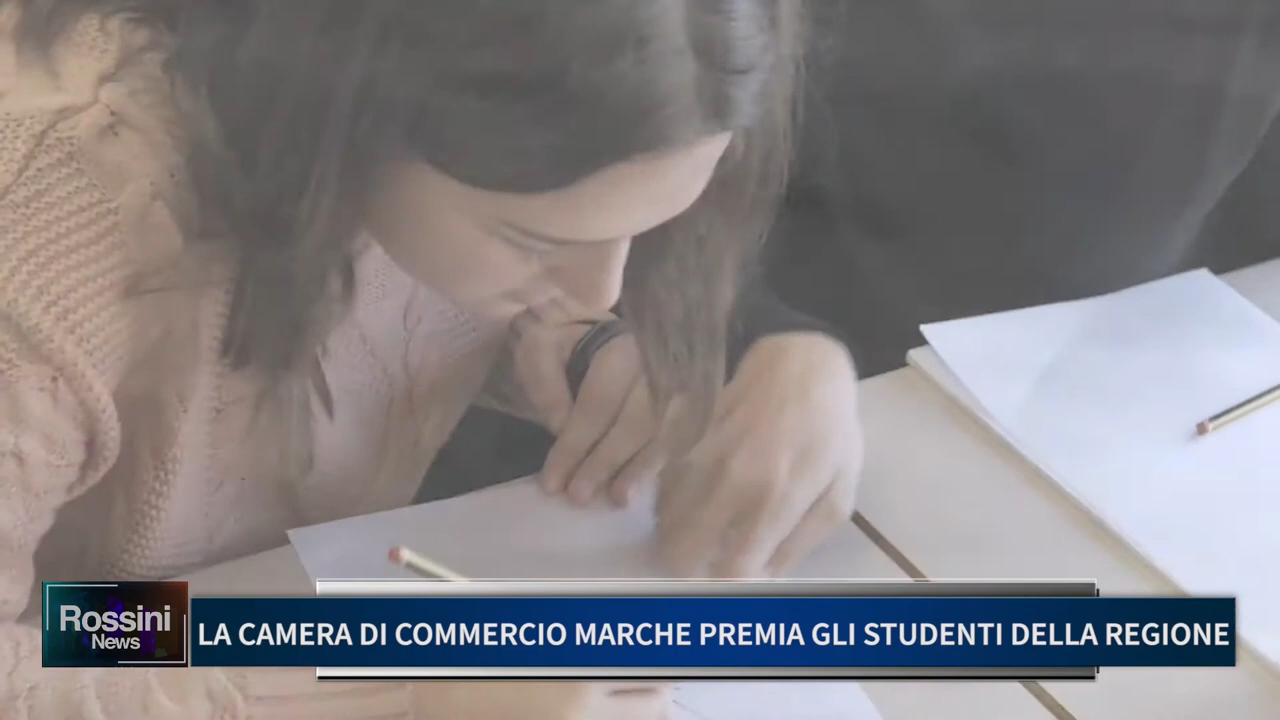 Rossini
News
LA CAMERA DI COMMERCIO MARCHE PREMIA GLI STUDENTI DELLA REGIONE